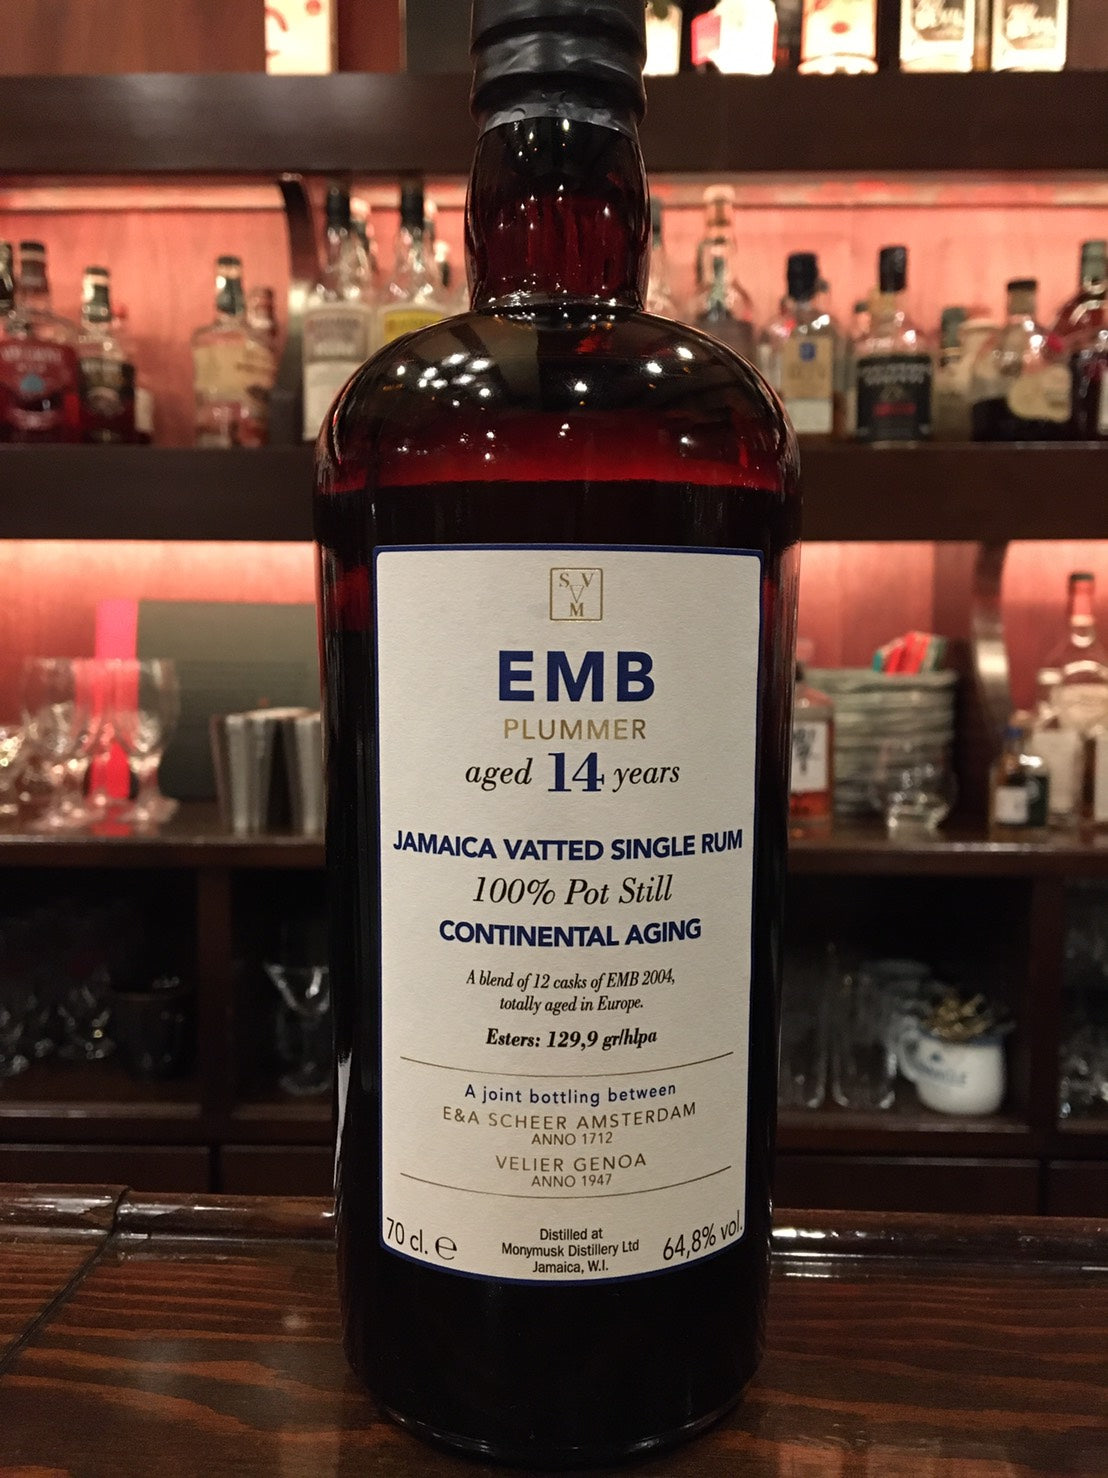 S V
M
EMB
PLUMMER
aged 14 years
JAMAICA VATTED SINGLE RUM
100% Pot Still
CONTINENTAL AGING
A blend of 12 casks of EMB 2004,
totally aged in Europe.
Esters: 129,9 gr/hlpa
A joint bottling between
E&A SCHEER AMSTERDAM
ANNO 1712
VELIER GENOA
ANNO 1947
70 cl. ℮
Distilled at
Monymusk Distillery Ltd
Jamaica, W.I.
64,8% vol.